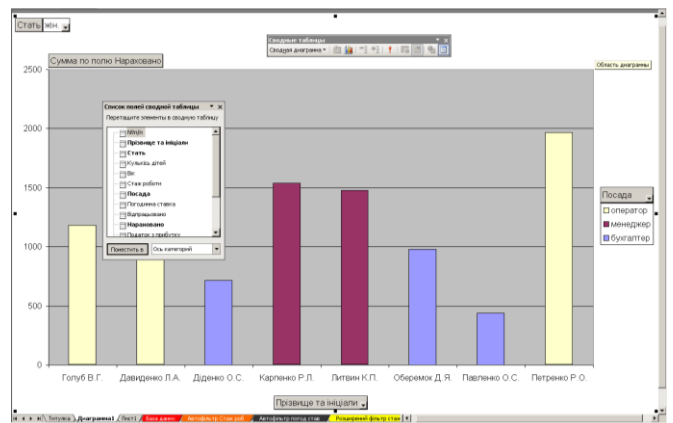 Стать жін.
Сводные таблицы
Сводная диаграмма
Сумма по полю Нараховано
Область диаграммы
2500
2000
1500
1000
500
0
Список полей сводной таблицы
Перетащите элементы в сводную таблицу
№п/п
Прізвище та ініціали
Стать
Кількість дітей
Вік
Стаж роботи
Посада
Погодинна ставка
Відпрацьовано
Нараховано
Податок з прибутку
Поместить в
Ось категорий
Посада
оператор
менеджер
бухгалтер
Голуб В.Г.
Давиденко Л.А.
Діденко О.С.
Карпенко Р.Л.
Литвин К.П.
Оберемок Д.Я.
Павленко О.С.
Петренко Р.О.
Прізвище та ініціали
Титулка
Диаграмма1
Лист1
База даних
Автофільтр Стаж роб
Автофільтр погод став
Розширений фільтр стаж